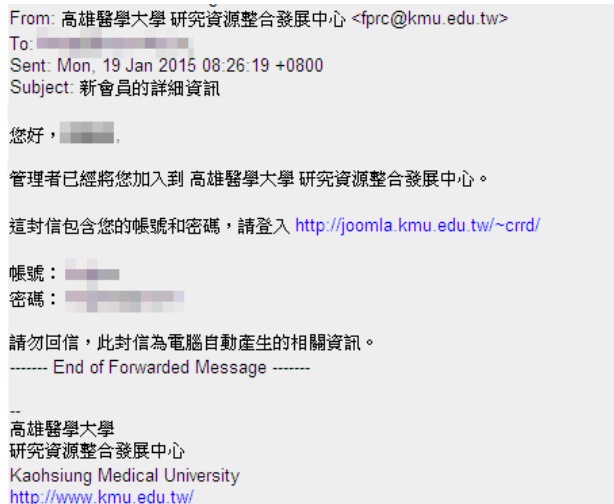 From: 高雄醫學大學 研究資源整合發展中心 <fprc@kmu.edu.tw>
To:
Sent: Mon, 19 Jan 2015 08:26:19 +0800
Subject: 新會員的詳細資訊
您好，
管理者已經將您加入到 高雄醫學大學 研究資源整合發展中心。
這封信包含您的帳號和密碼，請登入 http://joomla.kmu.edu.tw/~crrd/
帳號：
密碼：
請勿回信，此封信為電腦自動產生的相關資訊。
------- End of Forwarded Message -------
--
高雄醫學大學
研究資源整合發展中心
Kaohsiung Medical University
http://www.kmu.edu.tw/